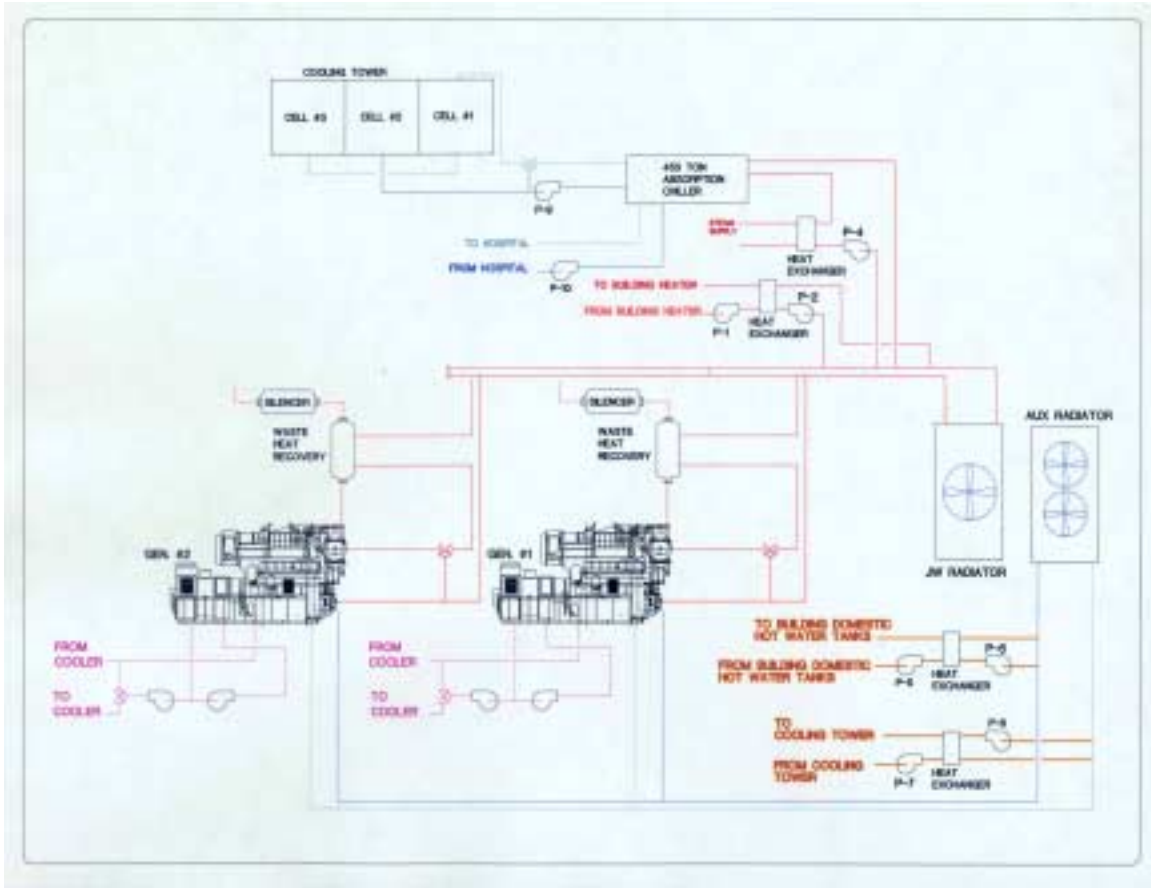 COOLING TOWER
CELL #3
CELL #2
CELL #1
TON
ABSORPTION
CHILLER
P-9
TO HOSPITAL
FROM HOSPITAL
P-10
STEAM
SUPPLY
P-4
HEAT
EXCHANGER
TO BUILDING HEATER
FROM BUILDING HEATER
P-1
P-2
HEAT
EXCHANGER
SILENCER
WASTE
HEAT
RECOVERY
SILENCER
WASTE
HEAT
RECOVERY
AUX RADIATOR
JW RADIATOR
GEN. #2
GEN. #1
FROM
COOLER
TO
COOLER
FROM
COOLER
TO
COOLER
TO BUILDING DOMESTIC
HOT WATER TANKS
FROM BUILDING DOMESTIC
HOT WATER TANKS
HEAT
EXCHANGER
TO
COOLING TOWER
FROM COOLING
TOWER
P-7
HEAT
EXCHANGER